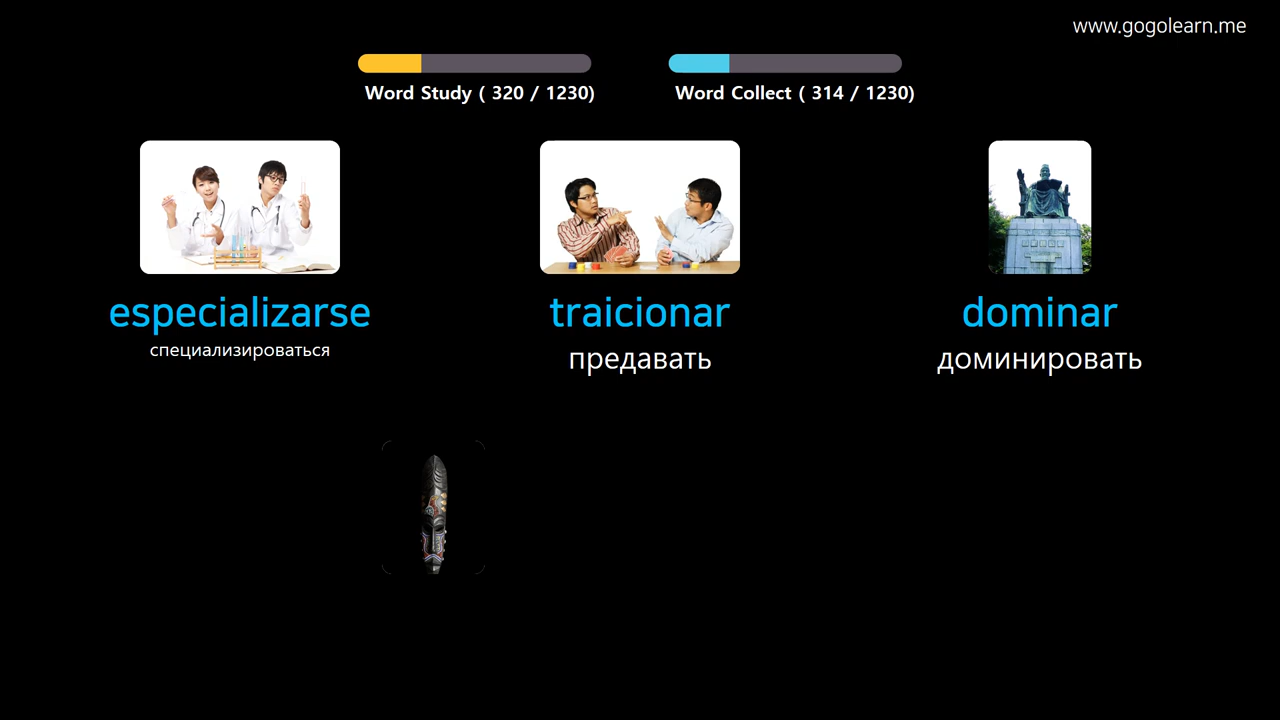 www.gogolearn.me
Word Study ( 320 / 1230)
Word Collect ( 314 / 1230)
especializarse
traicionar
dominar
специализироваться
предавать
доминировать